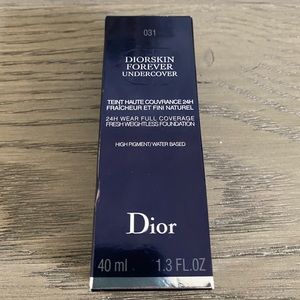 031
DIORSKIN
FOREVER
UNDERCOVER
TEINT HAUTE COUVRANCE 24H
FRAÎCHEUR ET FINI NATUREL
24H WEAR FULL COVERAGE
FRESH WEIGHTLESS FOUNDATION
HIGH PIGMENT/WATER BASED
Dior
40 ml 1.3 FL.OZ